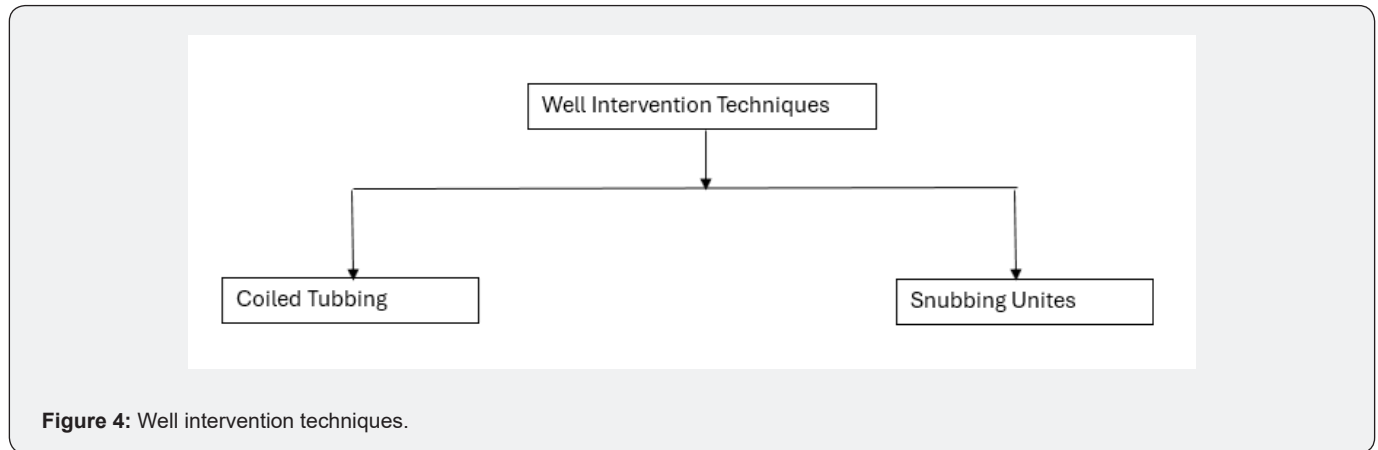 Well Intervention Techniques
Coiled Tubbing
Snubbing Unites
Figure 4: Well intervention techniques.